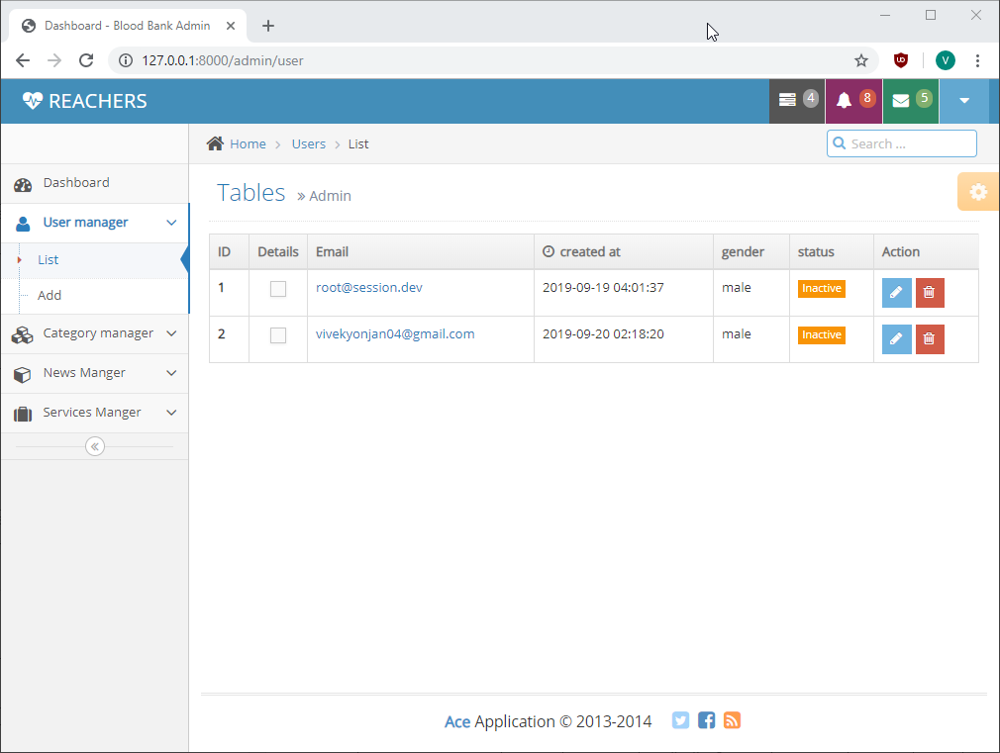 Dashboard - Blood Bank Admin
127.0.0.1:8000/admin/user
V
REACHERS
4
8
5
Home
Users
List
Search ...
Dashboard
User manager
List
Add
Category manager
News Manger
Services Manger
Tables » Admin
ID Details Email created at gender status Action
1 root@session.dev 2019-09-19 04:01:37 male Inactive
2 vivekyonjan04@gmail.com 2019-09-20 02:18:20 male Inactive
Ace Application © 2013-2014